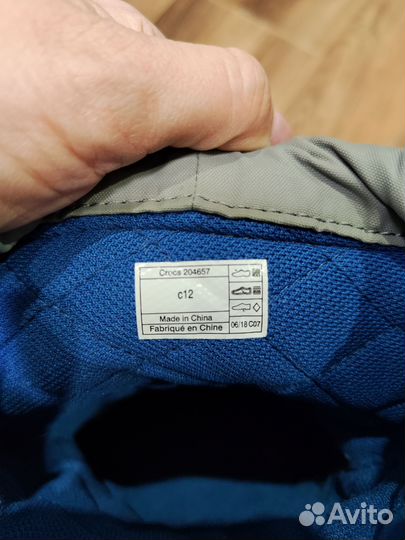 Crocs 204657
c12
Made in China
Fabriqué en Chine
06/18 C07
Avito